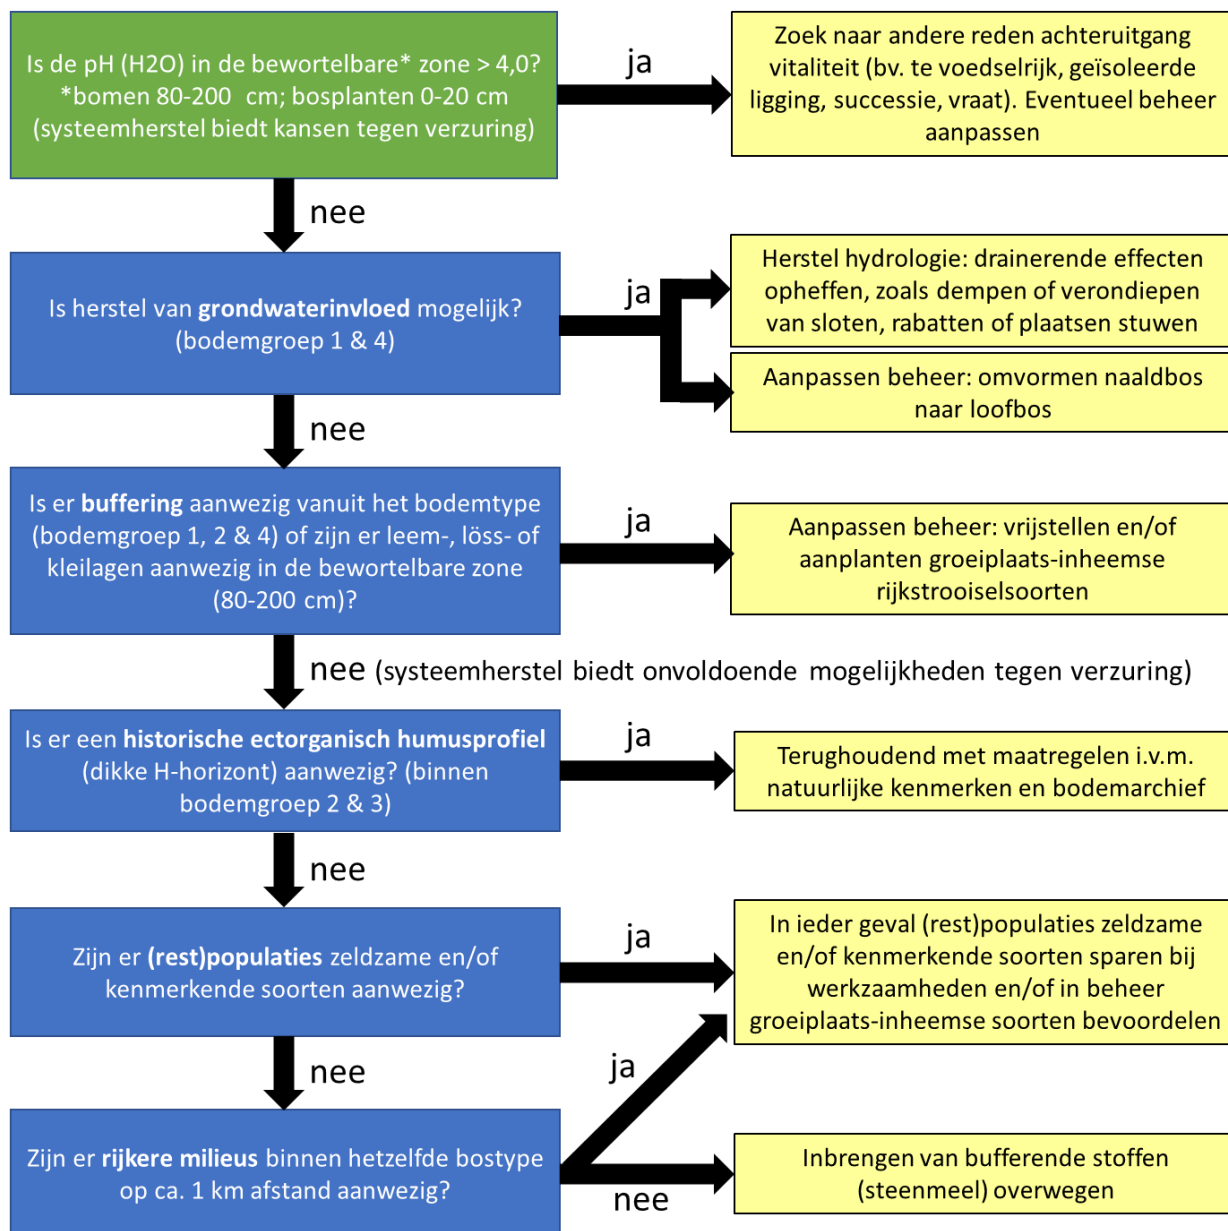 Is de pH (H2O) in de bewortelbare* zone > 4,0?
*bomen 80-200 cm; bosplanten 0-20 cm
(systeemherstel biedt kansen tegen verzuring)
ja
Zoek naar andere reden achteruitgang
vitaliteit (bv. te voedselrijk, geïsoleerde
ligging, successie, vraat). Eventueel beheer
aanpassen
nee
Is herstel van grondwaterinvloed mogelijk?
(bodemgroep 1 & 4)
ja
Herstel hydrologie: drainerende effecten
opheffen, zoals dempen of verondiepen
van sloten, rabatten of plaatsen stuwen
Aanpassen beheer: omvormen naaldbos
naar loofbos
nee
Is er buffering aanwezig vanuit het bodemtype
(bodemgroep 1, 2 & 4) of zijn er leem-, löss- of
kleilagen aanwezig in de bewortelbare zone
(80-200 cm)?
ja
Aanpassen beheer: vrijstellen en/of
aanplanten groeiplaats-inheemse
rijkstrooiselsoorten
nee (systeemherstel biedt onvoldoende mogelijkheden tegen verzuring)
Is er een historische ectorganisch humusprofiel
(dikke H-horizont) aanwezig? (binnen
bodemgroep 2 & 3)
ja
Terughoudend met maatregelen i.v.m.
natuurlijke kenmerken en bodemarchief
nee
Zijn er (rest)populaties zeldzame en/of
kenmerkende soorten aanwezig?
ja
In ieder geval (rest)populaties zeldzame
en/of kenmerkende soorten sparen bij
werkzaamheden en/of in beheer
groeiplaats-inheemse soorten bevoordelen
nee
ja
Zijn er rijkere milieus binnen hetzelfde bostype
op ca. 1 km afstand aanwezig?
nee
Inbrengen van bufferende stoffen
(steenmeel) overwegen